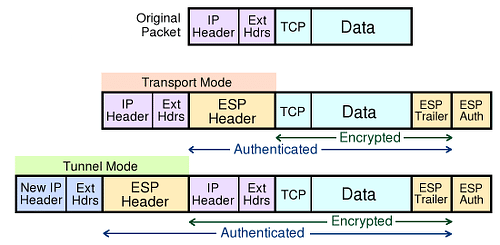 Original
Packet
IP
Header
Ext
Hdrs
TCP
Data
Transport Mode
IP
Header
Ext
Hdrs
ESP
Header
TCP
Data
ESP
Trailer
ESP
Auth
Encrypted
Authenticated
Tunnel Mode
New IP
Header
Ext
Hdrs
ESP
Header
IP
Header
Ext
Hdrs
TCP
Data
ESP
Trailer
ESP
Auth
Encrypted
Authenticated